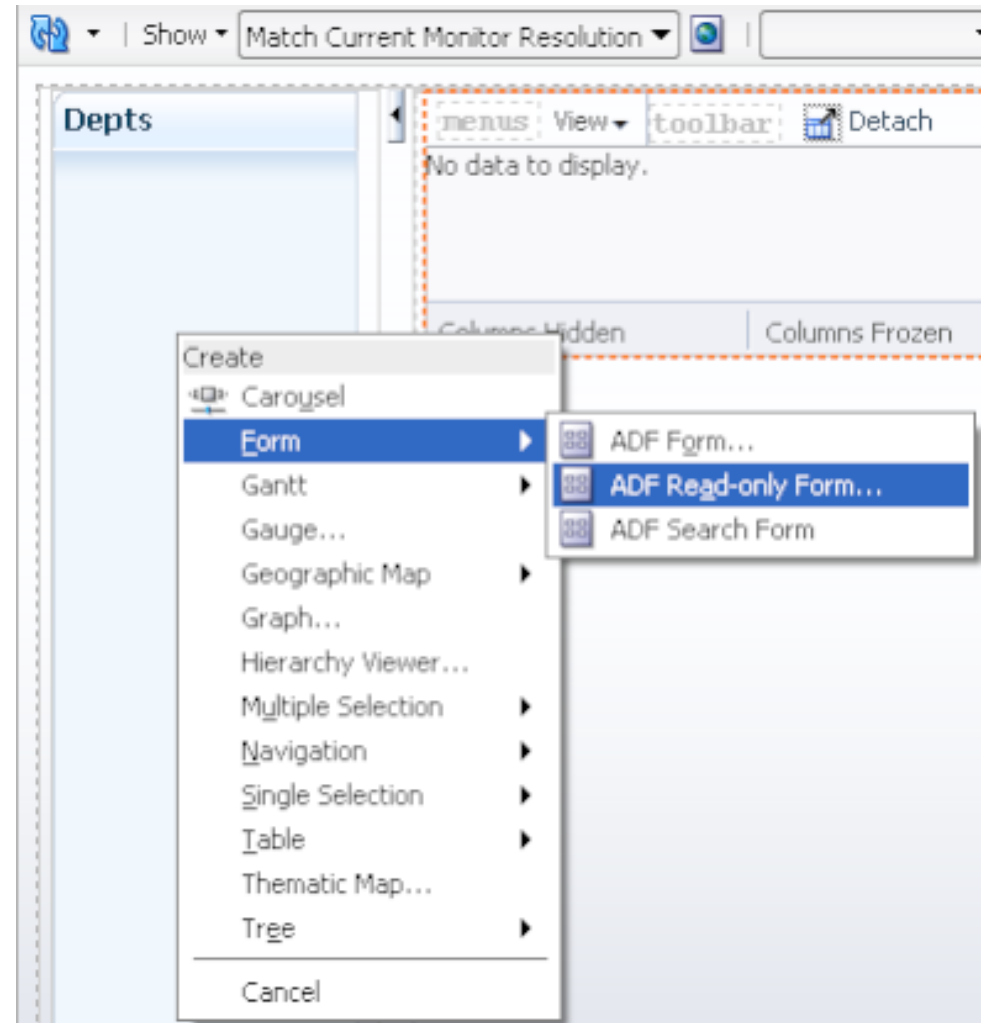 Show Match Current Monitor Resolution
Depts
menus View toolbar Detach
No data to display.
Columns Hidden Columns Frozen
Create
Carousel
Form
ADF Form...
ADF Read-only Form...
ADF Search Form
Gantt
Gauge...
Geographic Map
Graph...
Hierarchy Viewer...
Multiple Selection
Navigation
Single Selection
Table
Thematic Map...
Tree
Cancel